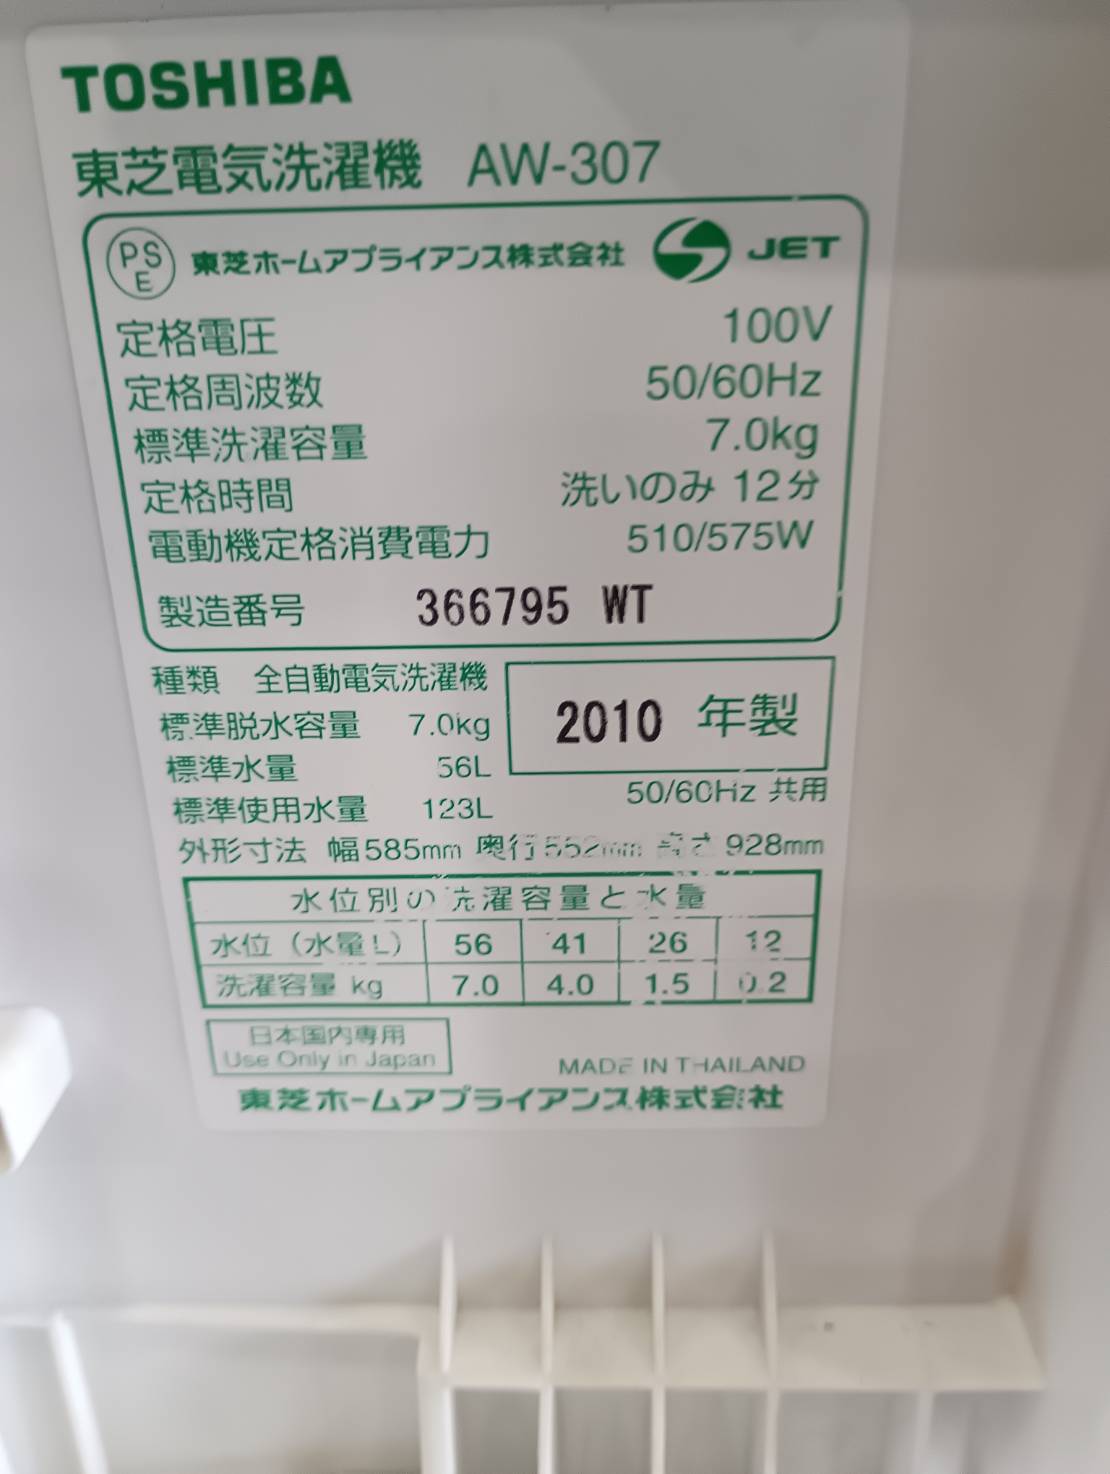 TOSHIBA
東芝電気洗濯機 AW-307
PSE 東芝ホームアプライアンス株式会社 JET
定格電圧 100V
定格周波数 50/60Hz
標準洗濯容量 7.0kg
定格時間 洗いのみ 12分
電動機定格消費電力 510/575W
製造番号 366795 WT
種類 全自動電気洗濯機
標準脱水容量 7.0kg
2010 年製
標準水量 56L
標準使用水量 123L
50/60Hz 共用
外形寸法 幅585mm 奥行552mm 高さ928mm
水位別の洗濯容量と水量
水位（水量L） 56 41 26 12
洗濯容量 kg 7.0 4.0 1.5 0.2
日本国内専用
Use Only in Japan
MADE IN THAILAND
東芝ホームアプライアンス株式会社